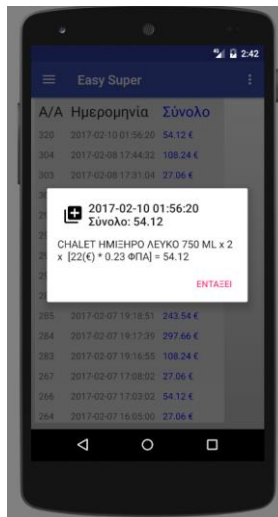 2:42
Easy Super
Α/Α Ημερομηνία Σύνολο
320 2017-02-10 01:56:20 54.12 €
304 2017-02-08 17:44:32 108.24 €
303 2017-02-08 17:31:04 27.06 €
2017-02-10 01:56:20
Σύνολο: 54.12
CHALET ΗΜΙΞΗΡΟ ΛΕΥΚΟ 750 ML x 2
x [22(€) * 0.23 ΦΠΑ] = 54.12
ΕΝΤΑΞΕΙ
285 2017-02-07 19:18:51 243.54 €
284 2017-02-07 19:17:39 297.66 €
283 2017-02-07 19:16:55 108.24 €
267 2017-02-07 17:08:02 27.06 €
266 2017-02-07 17:03:02 54.12 €
264 2017-02-07 16:05:00 27.06 €